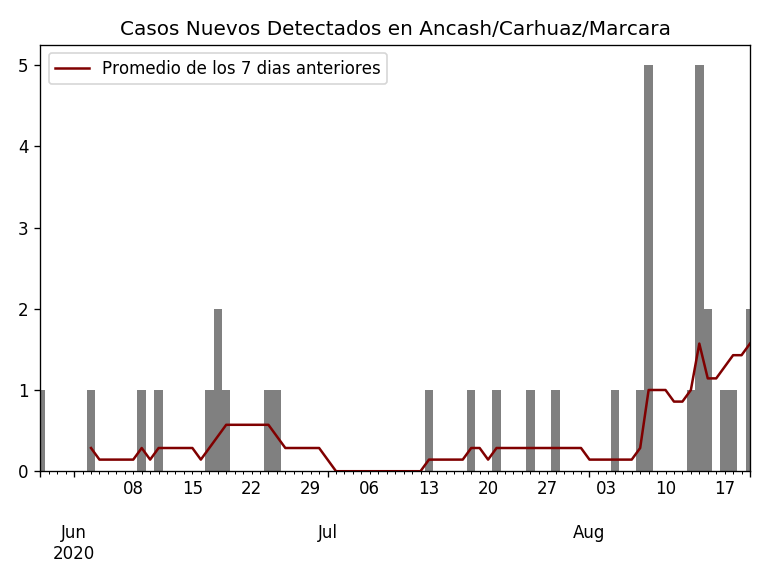 Casos Nuevos Detectados en Ancash/Carhuaz/Marcara
Promedio de los 7 dias anteriores
5
4
3
2
1
0
08 15 22 29 06 13 20 27 03 10 17
Jun Jul Aug
2020